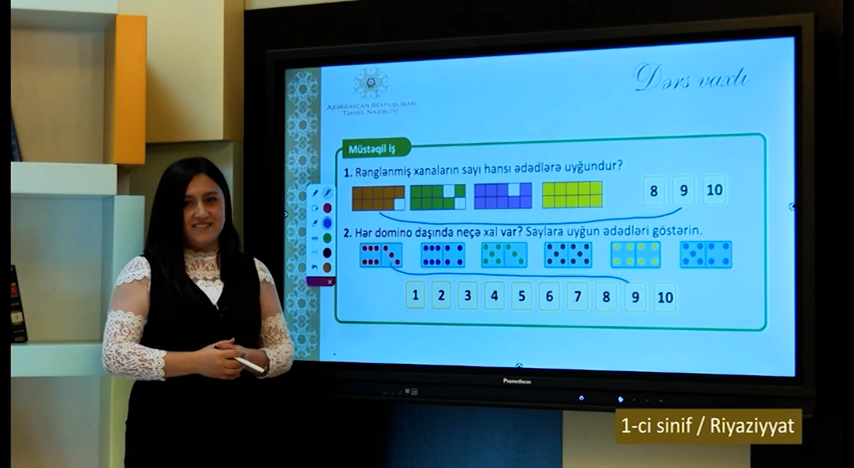 Dərs vaxtı
AZƏRBAYCAN RESPUBLİKASI
TƏHSİL NAZİRLİYİ
Müstəqil iş
1. Rənglənmiş xanaların sayı hansı ədədlərə uyğundur?
8 9 10
2. Hər domino daşında neçə xal var? Saylara uyğun ədədləri göstərin.
1 2 3 4 5 6 7 8 9 10
Promethean
1-ci sinif / Riyaziyyat